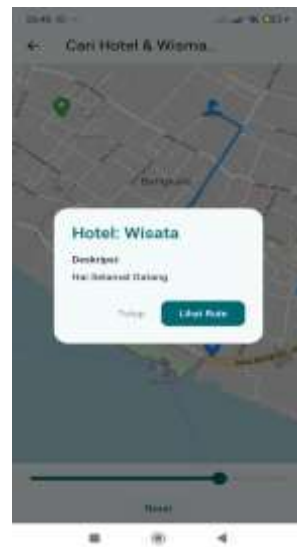 Cari Hotel & Wisma...
Hotel: Wisata
Deskripsi:
Hai Selamat Datang
Tutup
Lihat Rute
Reset